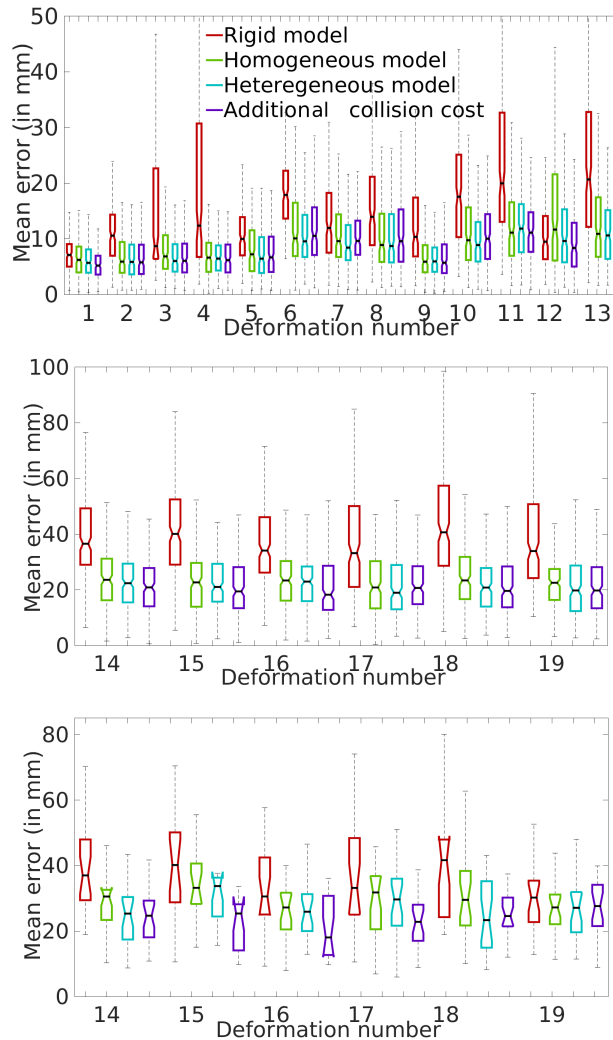 50
40
30
20
10
0
Mean error (in mm)
Rigid model
Homogeneous model
Heteregeneous model
Additional collision cost
1 2 3 4 5 6 7 8 9 10 11 12 13
Deformation number
100
80
60
40
20
0
Mean error (in mm)
14 15 16 17 18 19
Deformation number
80
60
40
20
0
Mean error (in mm)
14 15 16 17 18 19
Deformation number